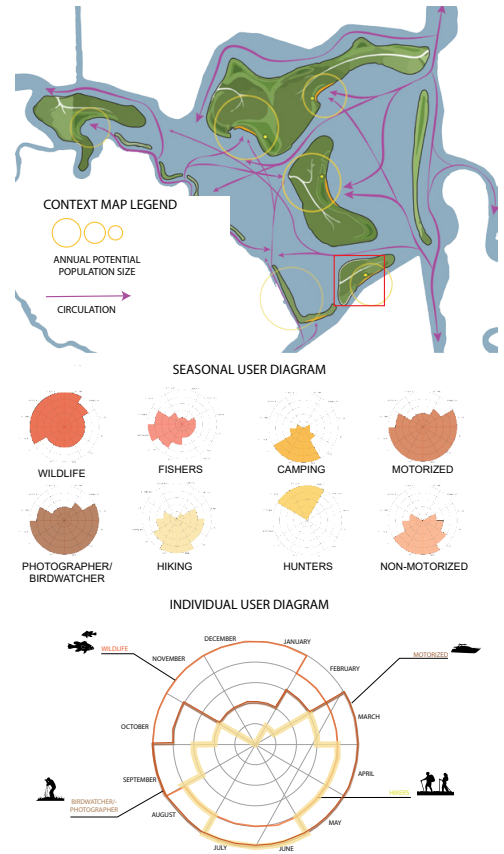 CONTEXT MAP LEGEND
ANNUAL POTENTIAL
POPULATION SIZE
CIRCULATION
SEASONAL USER DIAGRAM
WILDLIFE
FISHERS
CAMPING
MOTORIZED
PHOTOGRAPHER/
BIRDWATCHER
HIKING
HUNTERS
NON-MOTORIZED
INDIVIDUAL USER DIAGRAM
DECEMBER
JANUARY
WILDLIFE
NOVEMBER
FEBRUARY
MOTORIZED
OCTOBER
MARCH
SEPTEMBER
APRIL
BIRDWATCHER/-
PHOTOGRAPHER
HIKERS
AUGUST
MAY
JULY
JUNE